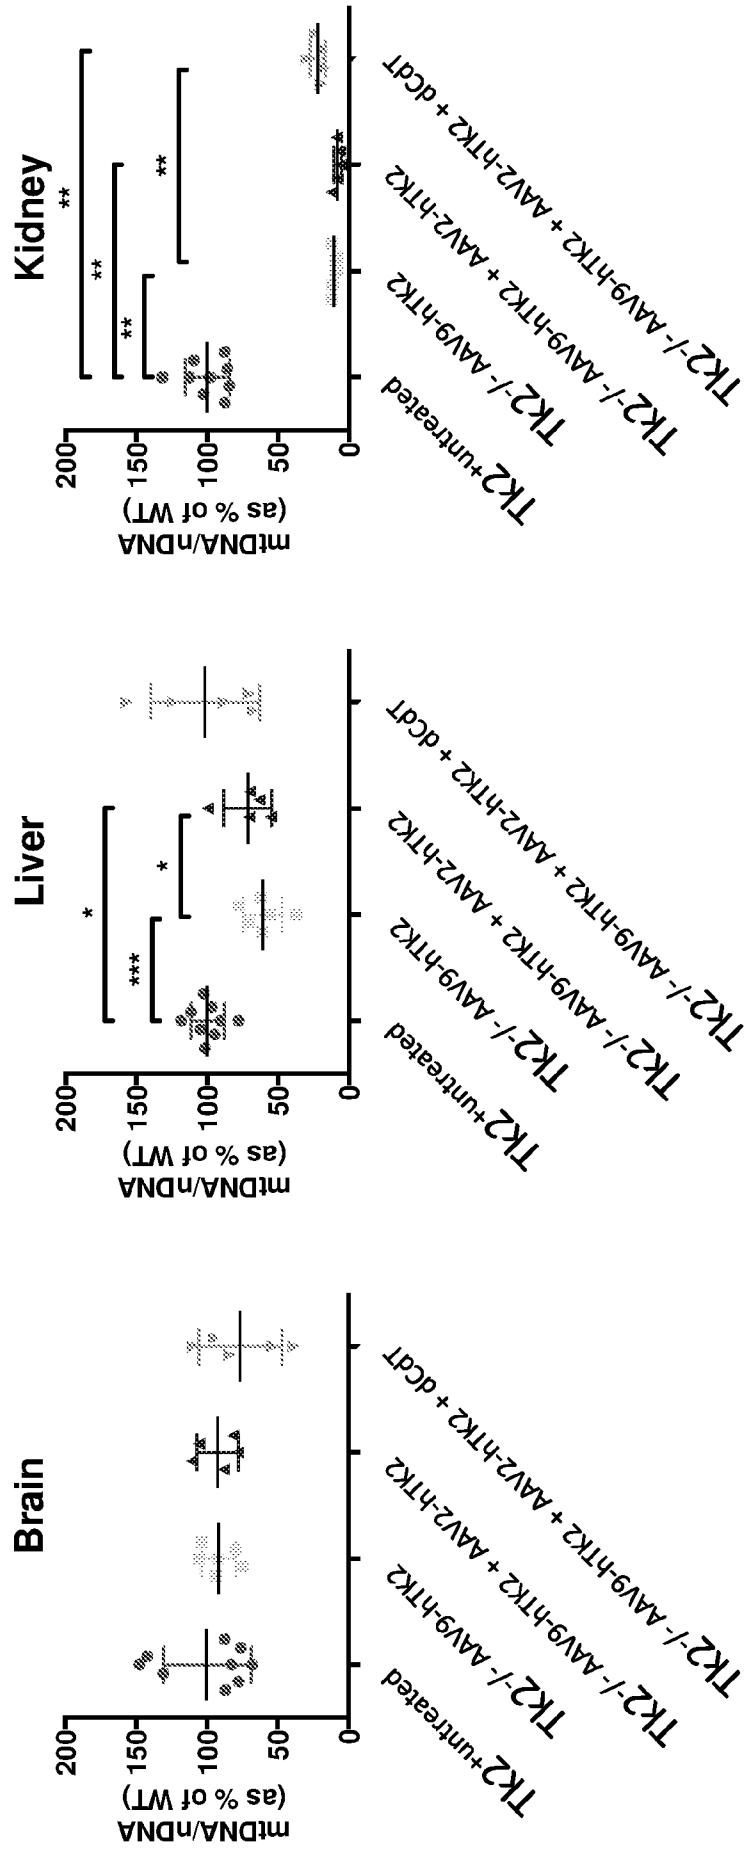 Brain
mtDNA/nDNA
(as % of WT)
200
150
100
50
0
Tk2+untreated
Tk2-/- AAV9-hTK2
Tk2-/- AAV9-hTK2 + AAV2-hTK2
Tk2-/- AAV9-hTK2 + AAV2-hTK2 + dCdT
Liver
mtDNA/nDNA
(as % of WT)
200
150
100
50
0
*
***
*
Tk2+untreated
Tk2-/- AAV9-hTK2
Tk2-/- AAV9-hTK2 + AAV2-hTK2
Tk2-/- AAV9-hTK2 + AAV2-hTK2 + dCdT
Kidney
mtDNA/nDNA
(as % of WT)
200
150
100
50
0
**
**
**
**
Tk2+untreated
Tk2-/- AAV9-hTK2
Tk2-/- AAV9-hTK2 + AAV2-hTK2
Tk2-/- AAV9-hTK2 + AAV2-hTK2 + dCdT